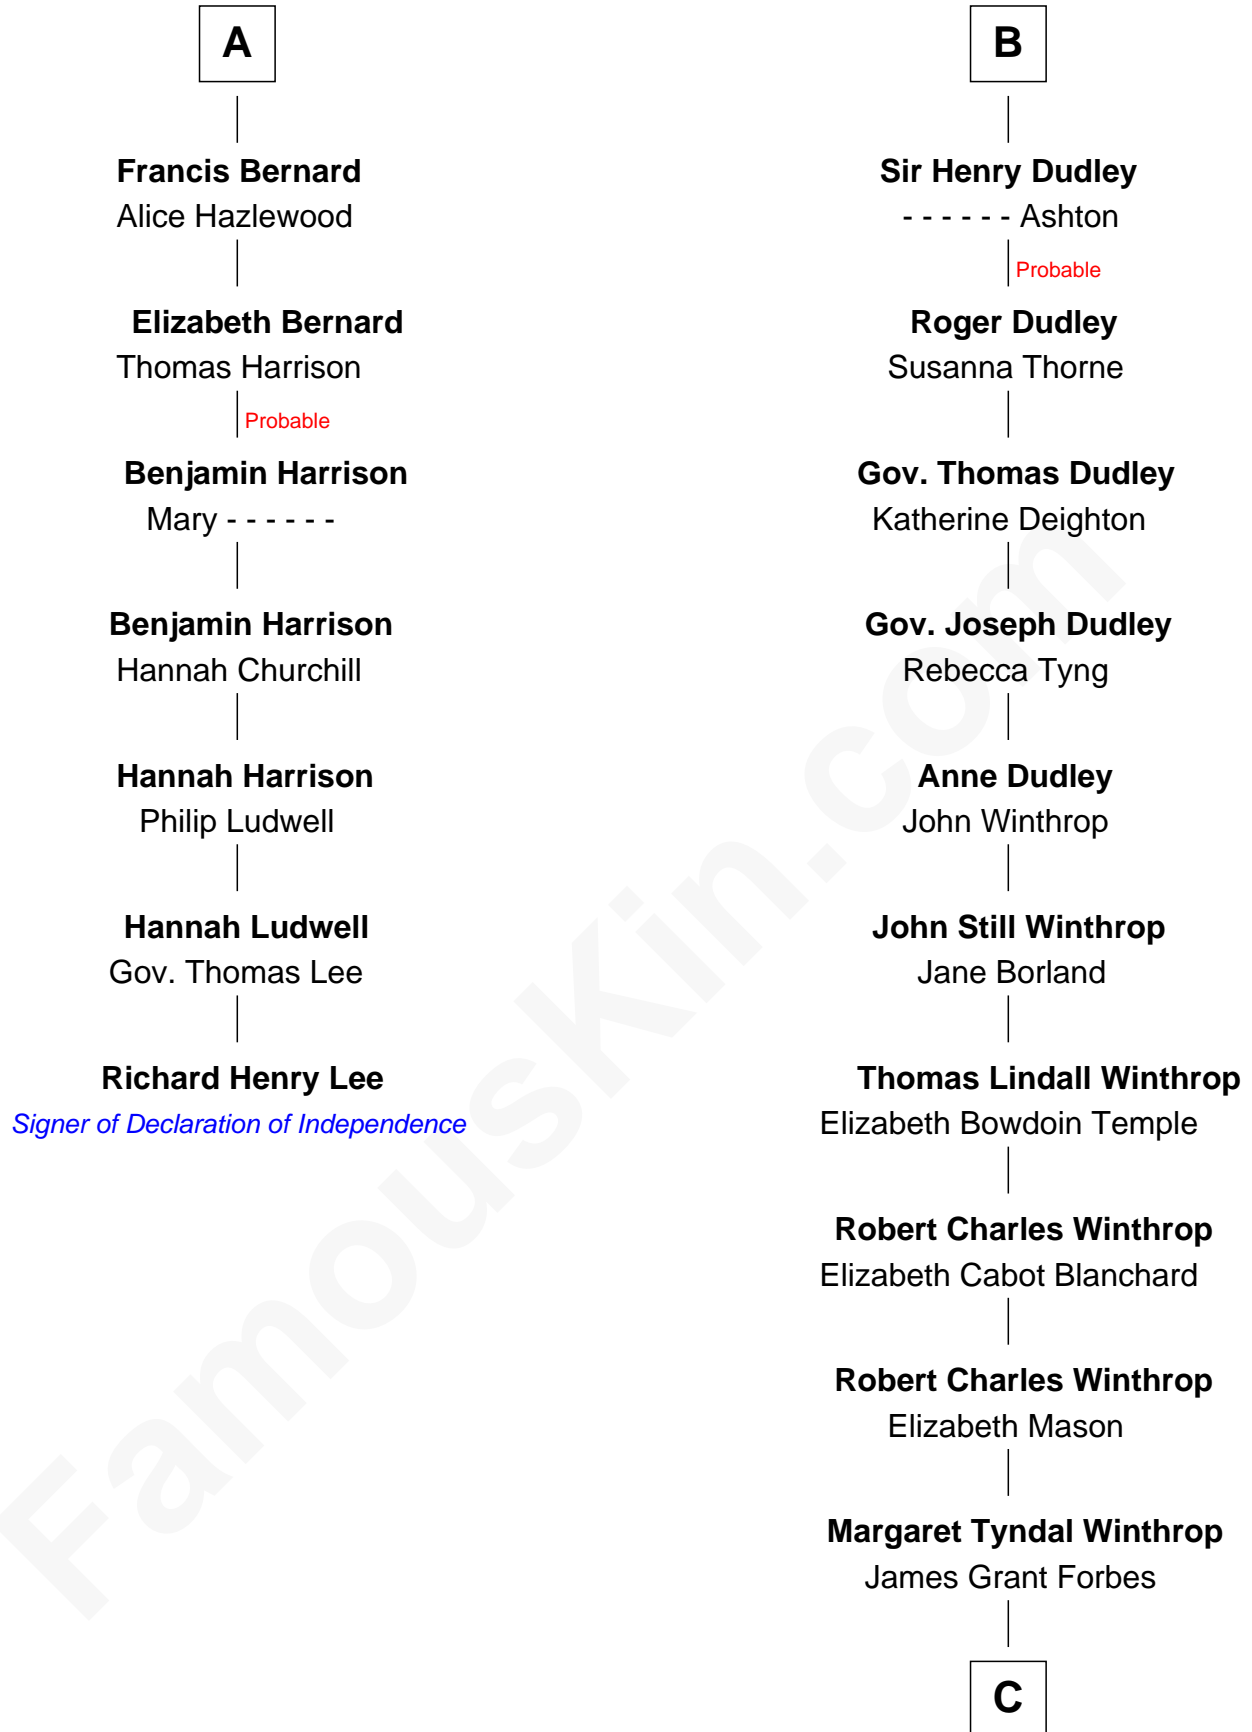 A
Francis Bernard
Alice Hazlewood
Elizabeth Bernard
Thomas Harrison
Probable
Benjamin Harrison
Mary - - - - - -
Benjamin Harrison
Hannah Churchill
Hannah Harrison
Philip Ludwell
Hannah Ludwell
Gov. Thomas Lee
Richard Henry Lee
Signer of Declaration of Independence
B
Sir Henry Dudley
- - - - - - Ashton
Probable
Roger Dudley
Susanna Thorne
Gov. Thomas Dudley
Katherine Deighton
Gov. Joseph Dudley
Rebecca Tyng
Anne Dudley
John Winthrop
John Still Winthrop
Jane Borland
Thomas Lindall Winthrop
Elizabeth Bowdoin Temple
Robert Charles Winthrop
Elizabeth Cabot Blanchard
Robert Charles Winthrop
Elizabeth Mason
Margaret Tyndal Winthrop
James Grant Forbes
C
FamousKin.com